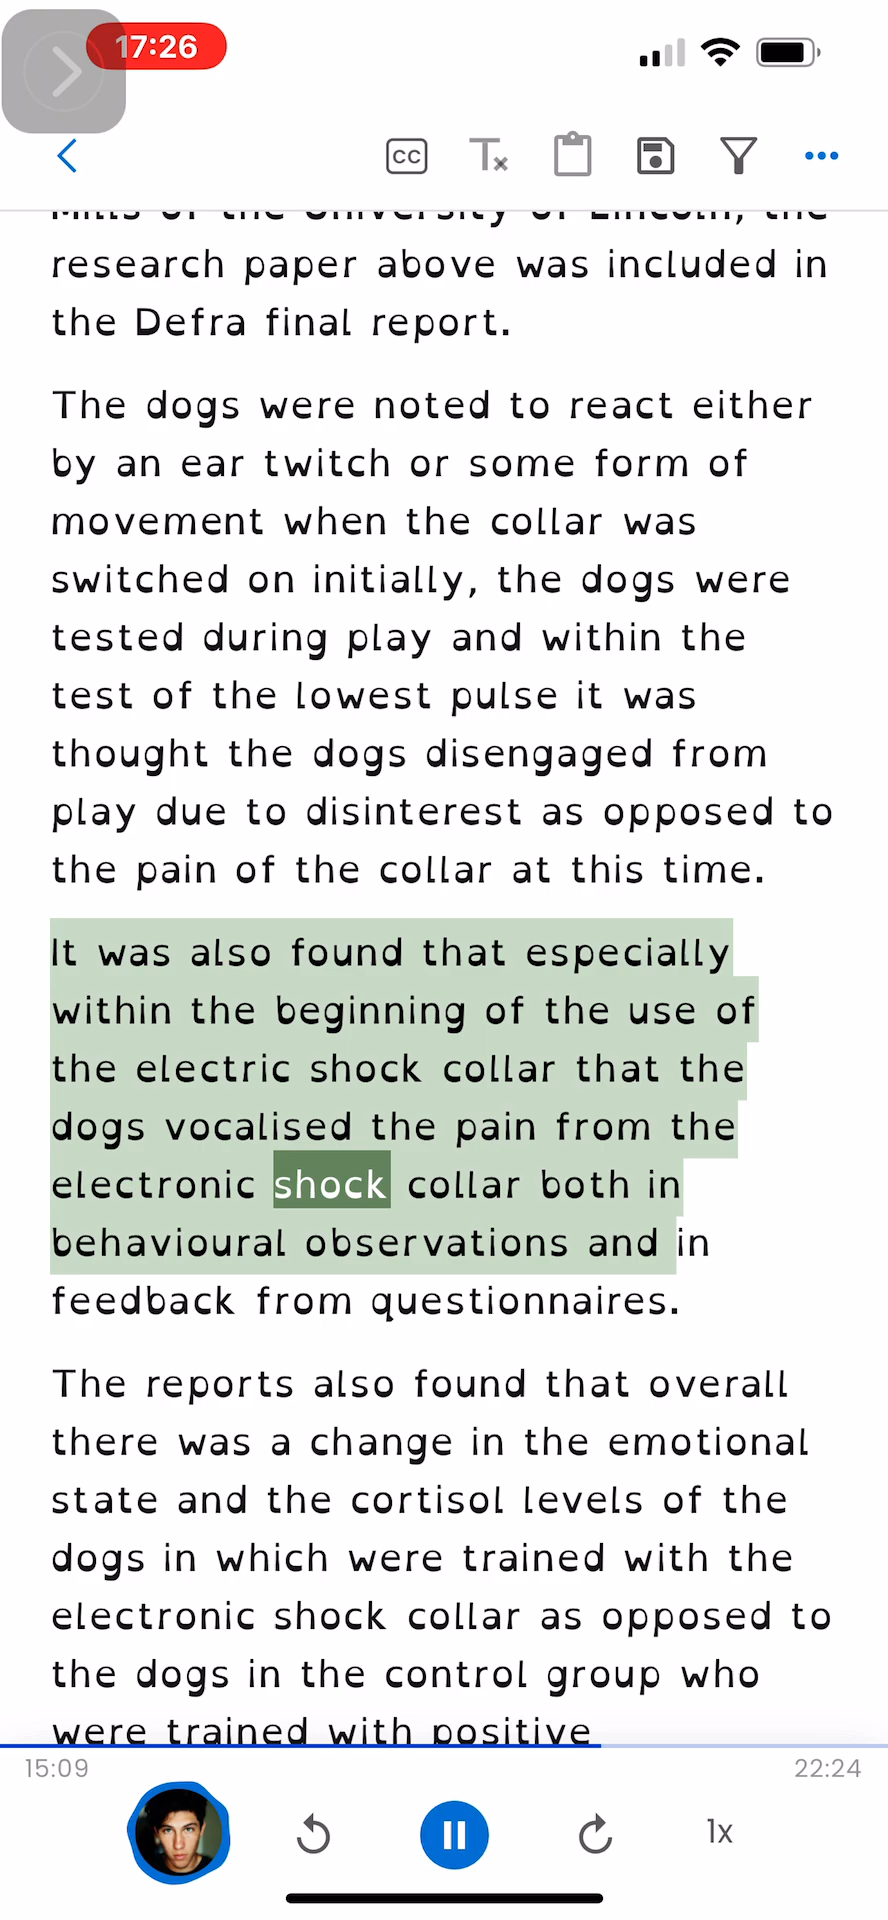 17:26
CC
Mills of the University of Lincoln, the
research paper above was included in
the Defra final report.
The dogs were noted to react either
by an ear twitch or some form of
movement when the collar was
switched on initially, the dogs were
tested during play and within the
test of the lowest pulse it was
thought the dogs disengaged from
play due to disinterest as opposed to
the pain of the collar at this time.
It was also found that especially
within the beginning of the use of
the electric shock collar that the
dogs vocalised the pain from the
electronic shock collar both in
behavioural observations and in
feedback from questionnaires.
The reports also found that overall
there was a change in the emotional
state and the cortisol levels of the
dogs in which were trained with the
electronic shock collar as opposed to
the dogs in the control group who
were trained with positive
15:09 22:24
1x